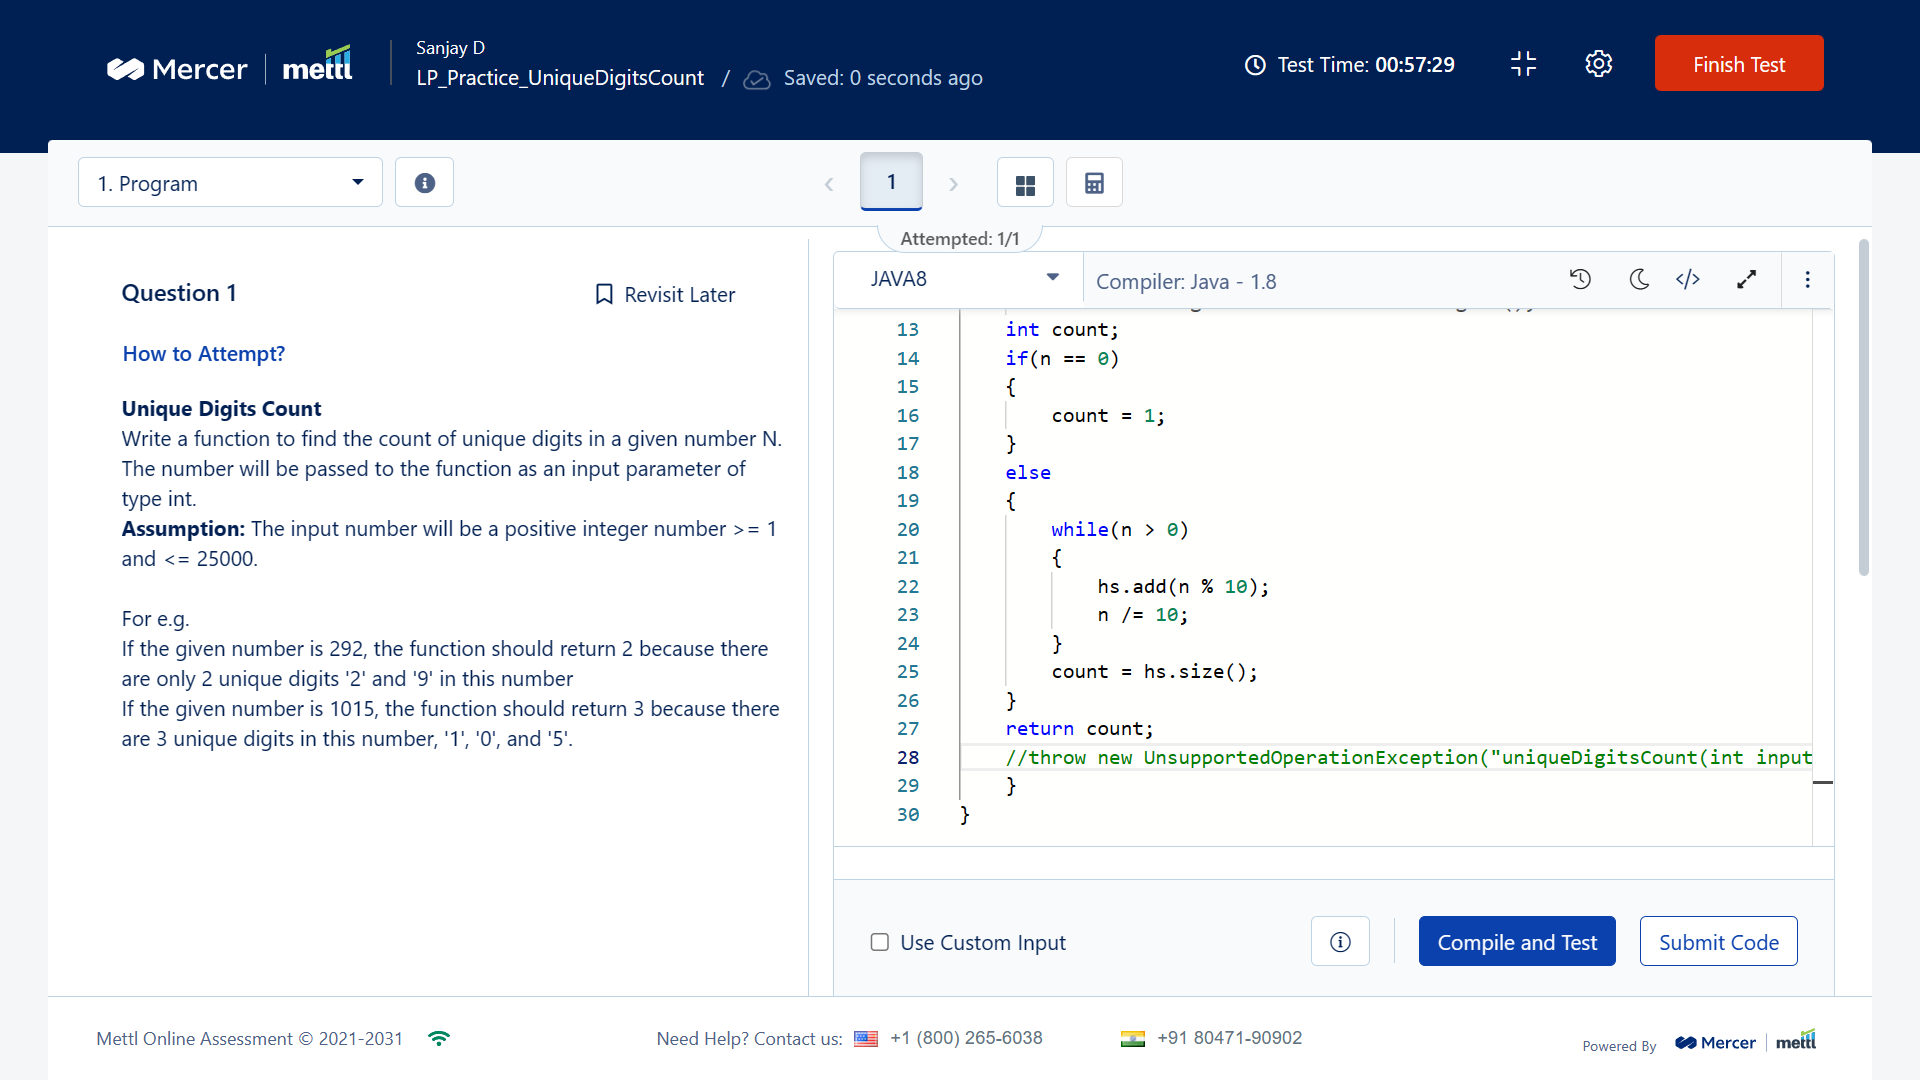 Mercer
mettl
Sanjay D
LP_Practice_UniqueDigitsCount / Saved: 0 seconds ago
Test Time: 00:57:29
Finish Test
1. Program
1
Attempted: 1/1
Question 1
Revisit Later
How to Attempt?
Unique Digits Count
Write a function to find the count of unique digits in a given number N.
The number will be passed to the function as an input parameter of
type int.
Assumption: The input number will be a positive integer number >= 1
and <= 25000.
For e.g.
If the given number is 292, the function should return 2 because there
are only 2 unique digits '2' and '9' in this number
If the given number is 1015, the function should return 3 because there
are 3 unique digits in this number, '1', '0', and '5'.
JAVA8
Compiler: Java - 1.8
13 int count;
14 if(n == 0)
15 {
16 count = 1;
17 }
18 else
19 {
20 while(n > 0)
21 {
22 hs.add(n % 10);
23 n /= 10;
24 }
25 count = hs.size();
26 }
27 return count;
28 //throw new UnsupportedOperationException("uniqueDigitsCount(int input
29 }
30 }
Use Custom Input
Compile and Test
Submit Code
Mettl Online Assessment © 2021-2031
Need Help? Contact us: +1 (800) 265-6038
+91 80471-90902
Powered By Mercer mettl